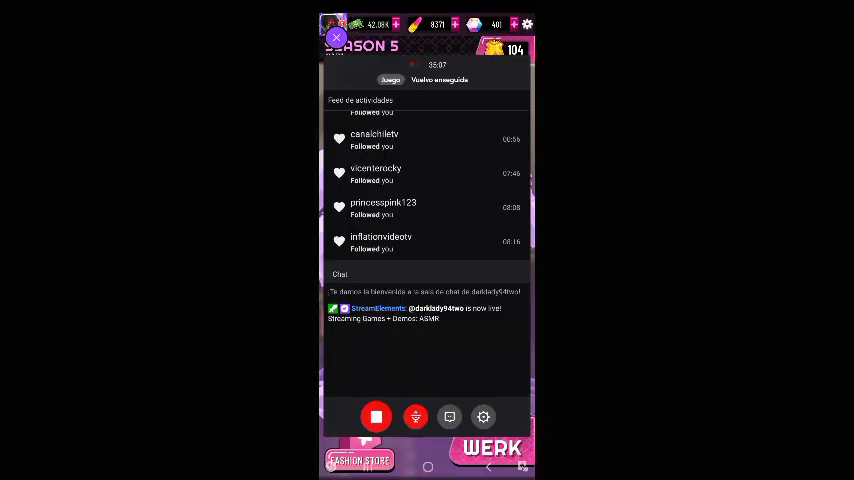 42.08K
8371
401
SEASON 5
104
35:07
Juego
Vuelvo enseguida
Feed de actividades
Followed you
canalchiletv
Followed you
00:56
vicenterocky
Followed you
07:46
princesspink123
Followed you
08:08
inflationvideotv
Followed you
08:16
Chat
¡Te damos la bienvenida a la sala de chat de darklady94two!
StreamElements: @darklady94two is now live!
Streaming Games + Demos: ASMR
FASHION STORE
WERK